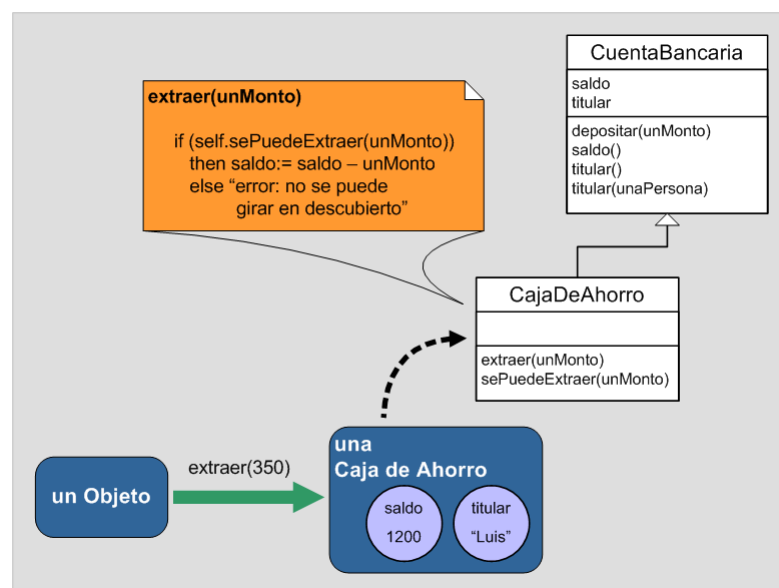 CuentaBancaria
saldo
titular
depositar(unMonto)
saldo()
titular()
titular(unaPersona)
extraer(unMonto)
if (self.sePuedeExtraer(unMonto))
then saldo:= saldo – unMonto
else “error: no se puede
girar en descubierto”
CajaDeAhorro
extraer(unMonto)
sePuedeExtraer(unMonto)
una
Caja de Ahorro
extraer(350)
un Objeto
saldo
1200
titular
“Luis”